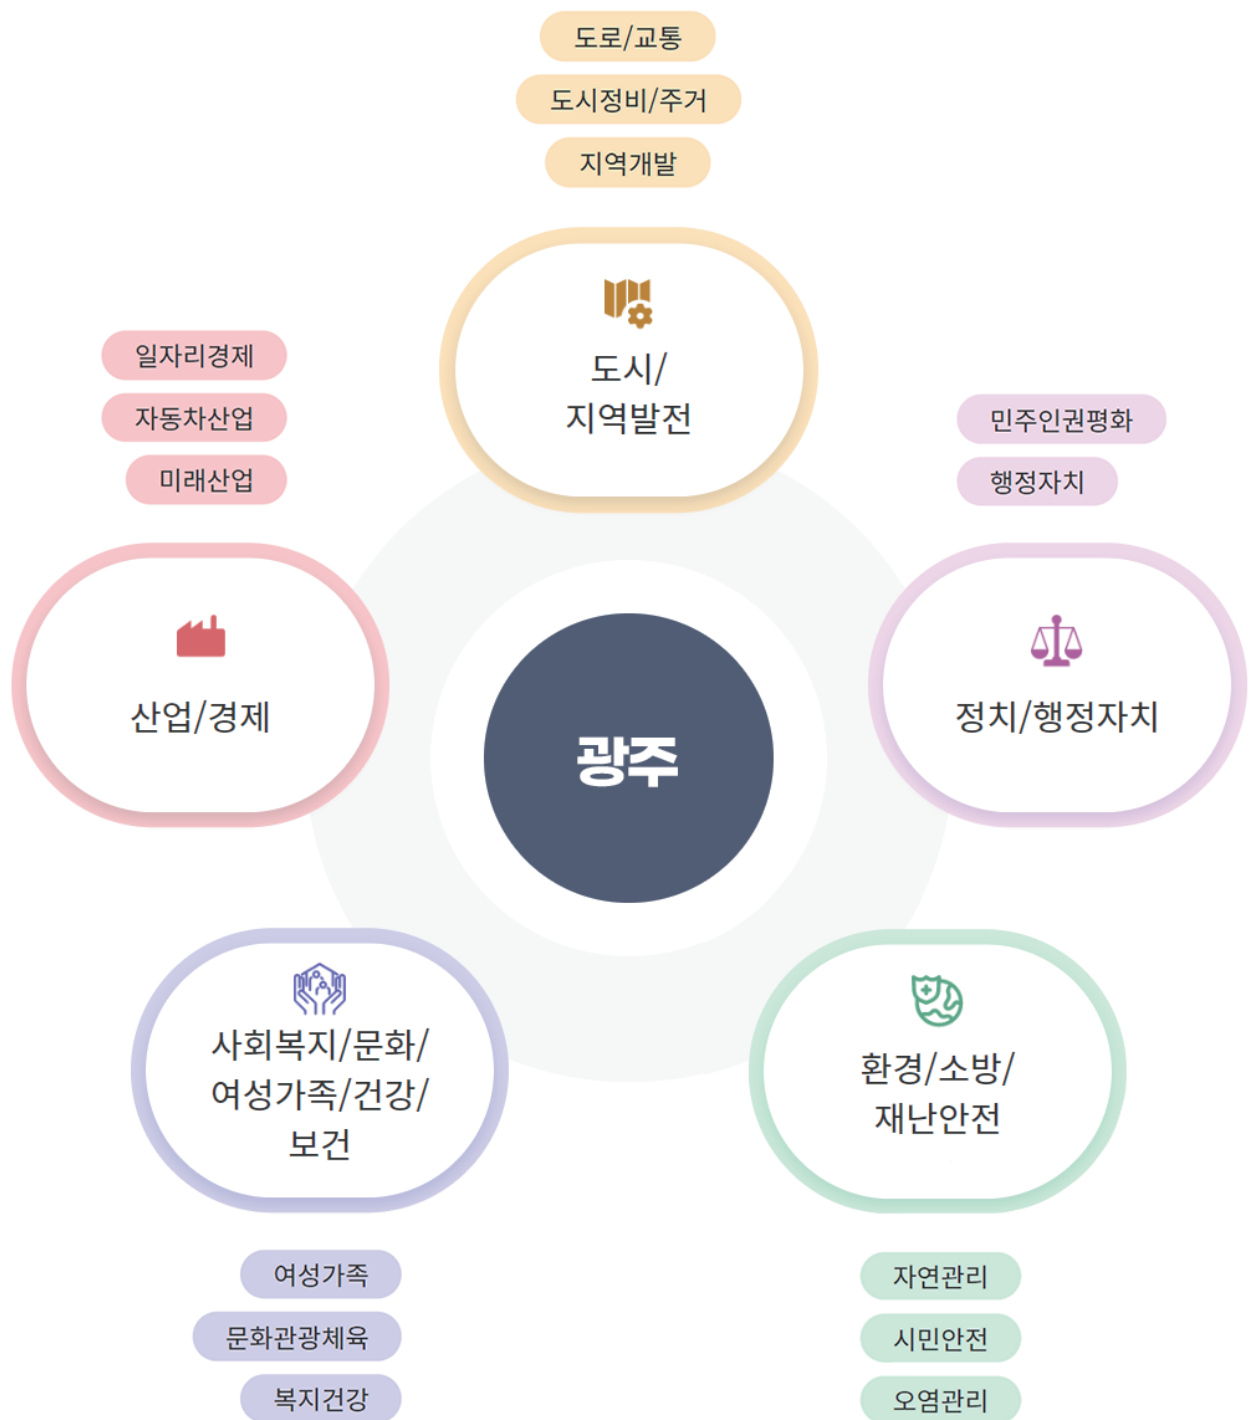 도로/교통
도시정비/주거
지역개발
도시/
지역발전
일자리경제
자동차산업
미래산업
산업/경제
민주인권평화
행정자치
정치/행정자치
광주
사회복지/문화/
여성가족/건강/
보건
여성가족
문화관광체육
복지건강
환경/소방/
재난안전
자연관리
시민안전
오염관리